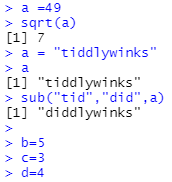 > a =49
> sqrt(a)
[1] 7
> a = "tiddlywinks"
> a
[1] "tiddlywinks"
> sub("tid","did",a)
[1] "diddlywinks"
>
> b=5
> c=3
> d=4